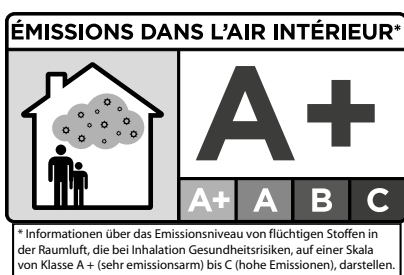 ÉMISSIONS DANS L'AIR INTÉRIEUR*
A+
A+ A B C
* Informationen über das Emissionsniveau von flüchtigen Stoffen in
der Raumluft, die bei Inhalation Gesundheitsrisiken, auf einer Skala
von Klasse A + (sehr emissionsarm) bis C (hohe Emissionen), darstellen.